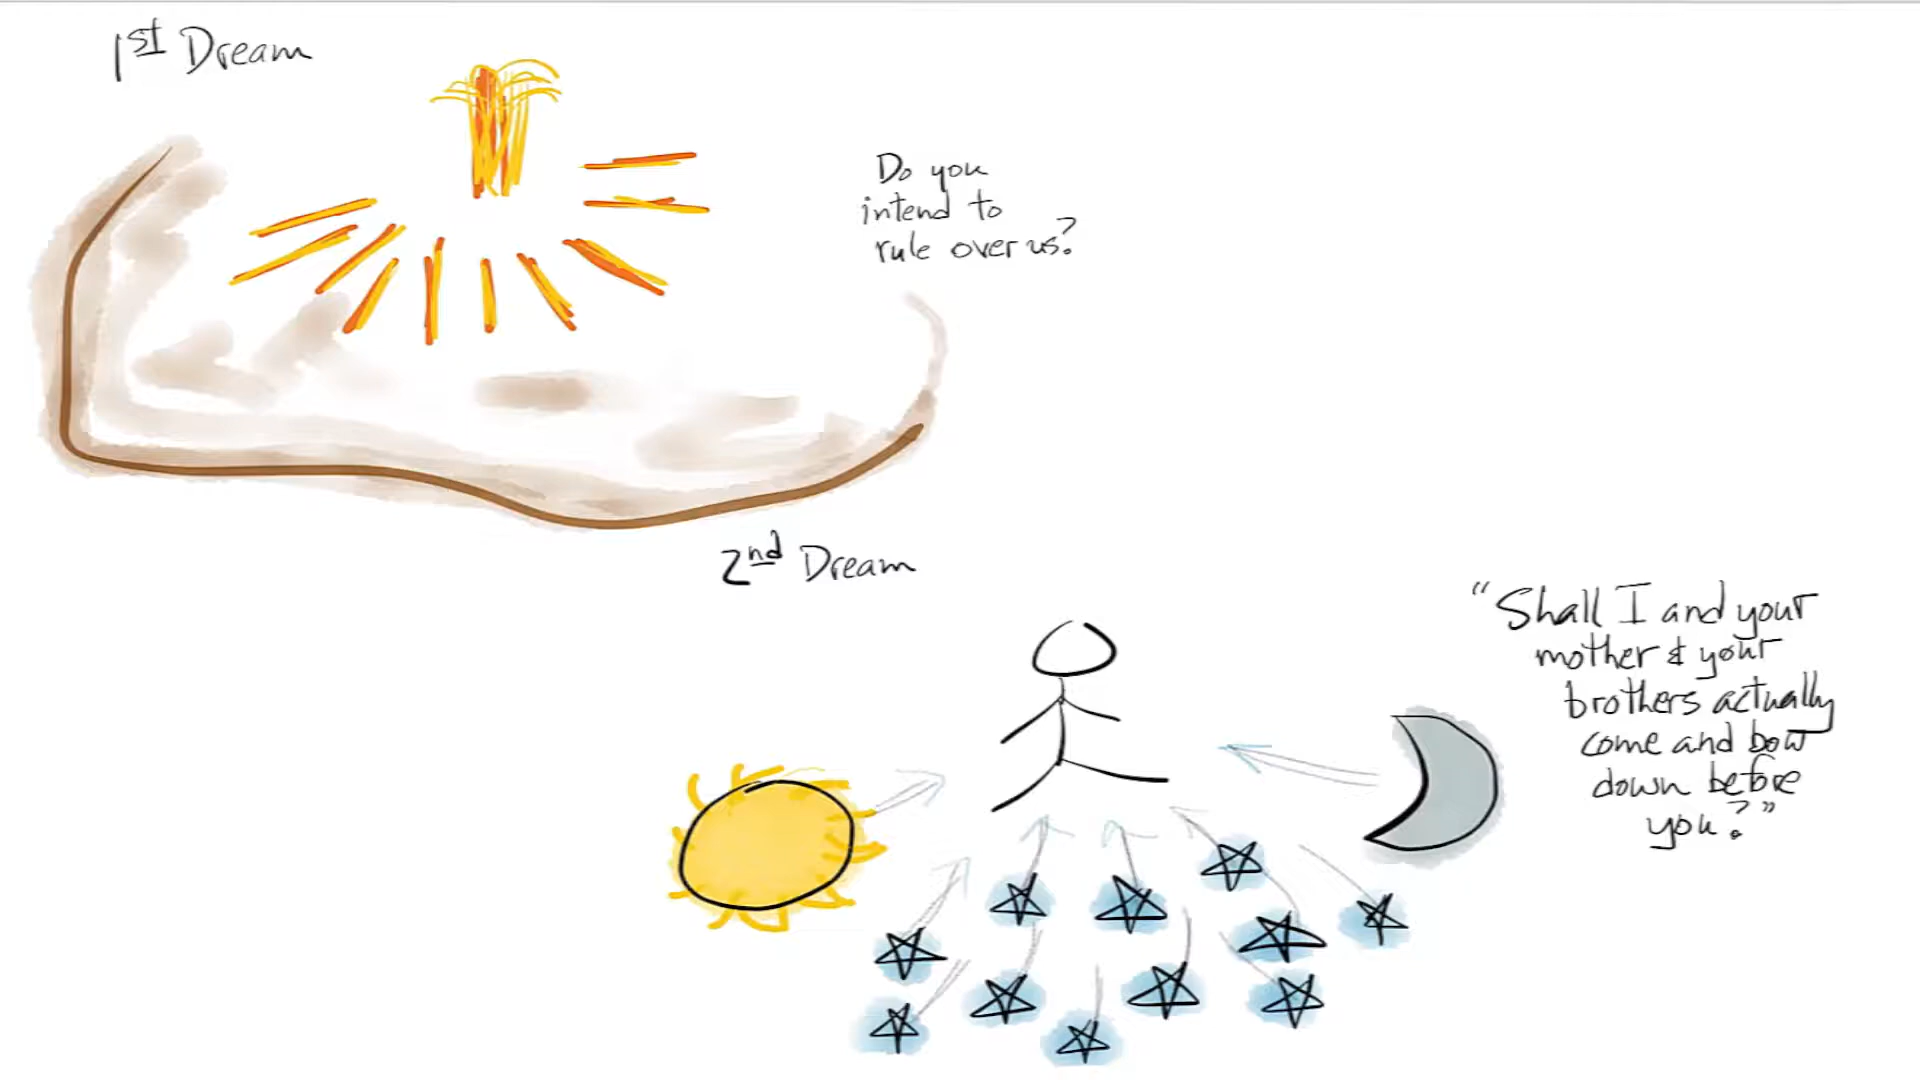 1st Dream
Do you
intend to
rule over us?
2nd Dream
"Shall I and your
mother & your
brothers actually
come and bow
down before
you?"